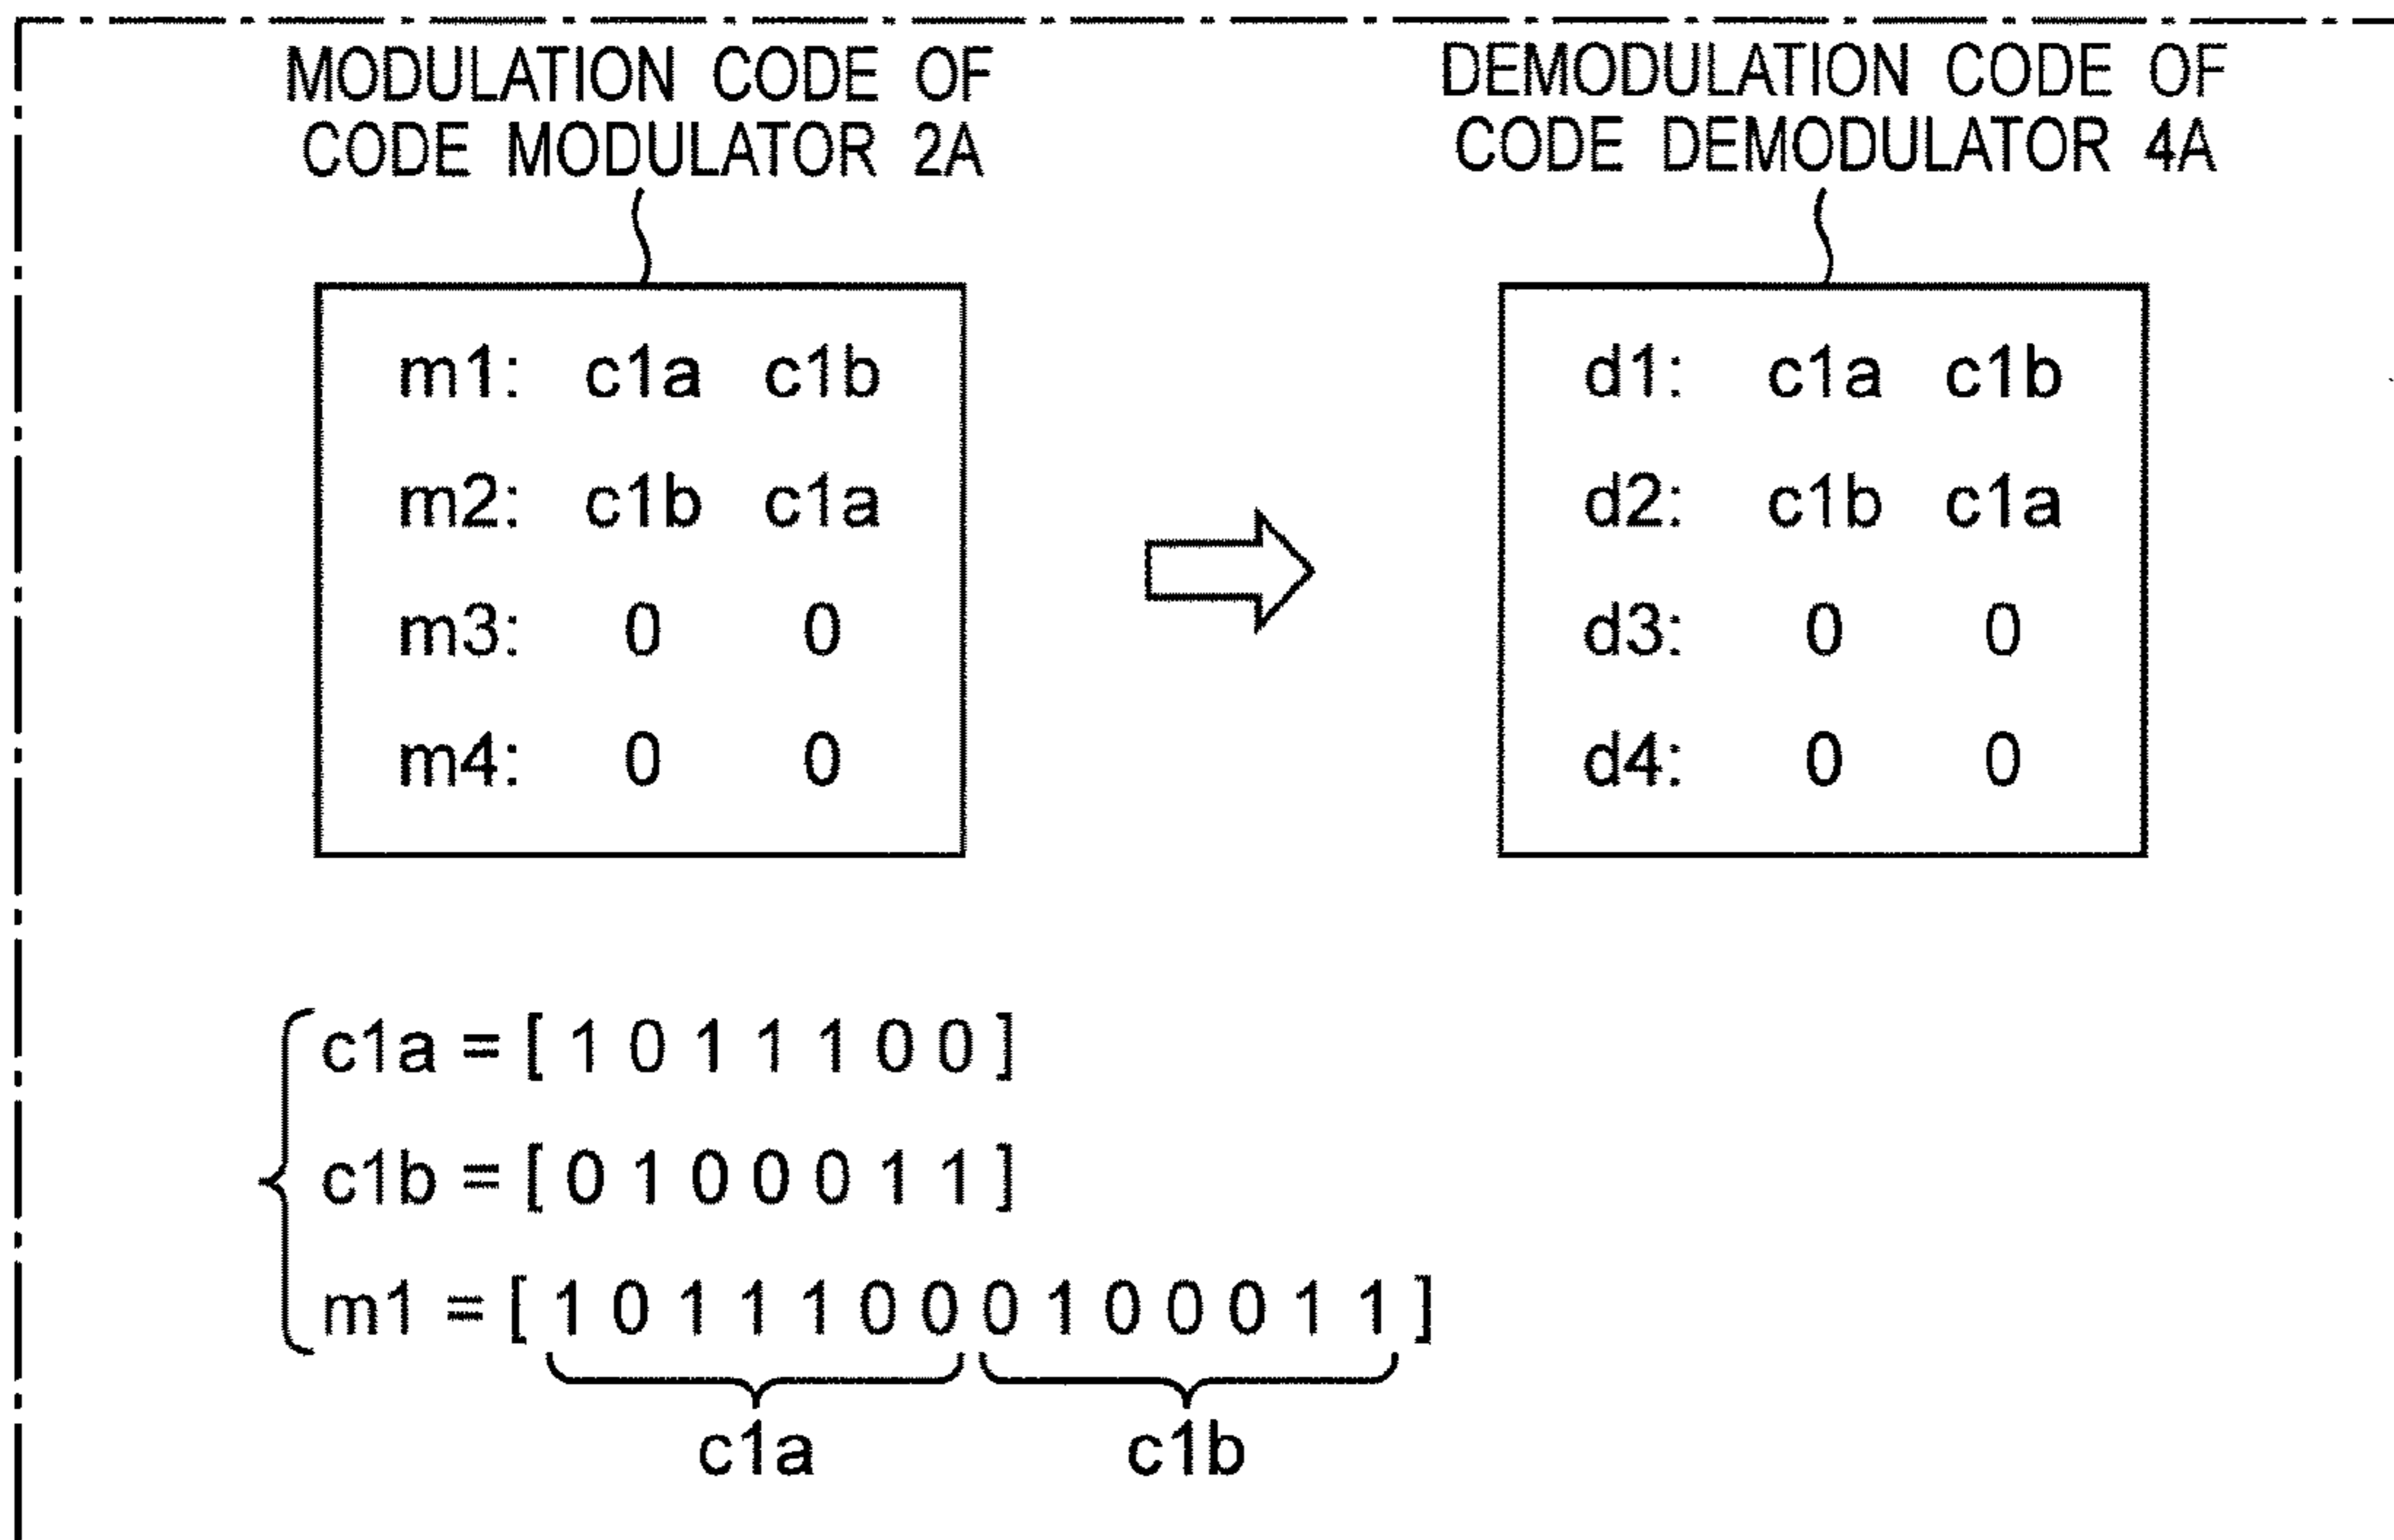 MODULATION CODE OF
CODE MODULATOR 2A
m1: c1a c1b
m2: c1b c1a
m3: 0 0
m4: 0 0
DEMODULATION CODE OF
CODE DEMODULATOR 4A
d1: c1a c1b
d2: c1b c1a
d3: 0 0
d4: 0 0
c1a = [ 1 0 1 1 1 0 0 ]
c1b = [ 0 1 0 0 0 1 1 ]
m1 = [ 1 0 1 1 1 0 0 0 1 0 0 0 1 1 ]
c1a c1b